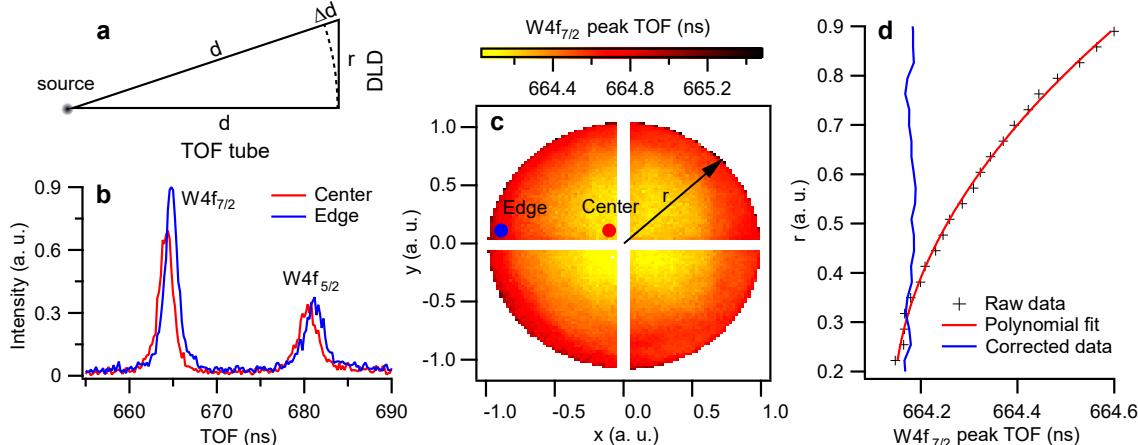 a
Δd
d
r
DLD
source
d
TOF tube
b
W4f7/2
Center
Edge
W4f5/2
Intensity (a. u.)
0.9
0.6
0.3
0
660
670
680
690
TOF (ns)
W4f7/2 peak TOF (ns)
664.4
664.8
665.2
c
r
Edge
Center
y (a. u.)
1.0
0.5
0.0
-0.5
-1.0
-1.0
-0.5
0.0
0.5
1.0
x (a. u.)
d
r (a. u.)
0.9
0.8
0.7
0.6
0.5
0.4
0.3
0.2
Raw data
Polynomial fit
Corrected data
664.2
664.4
664.6
W4f7/2 peak TOF (ns)